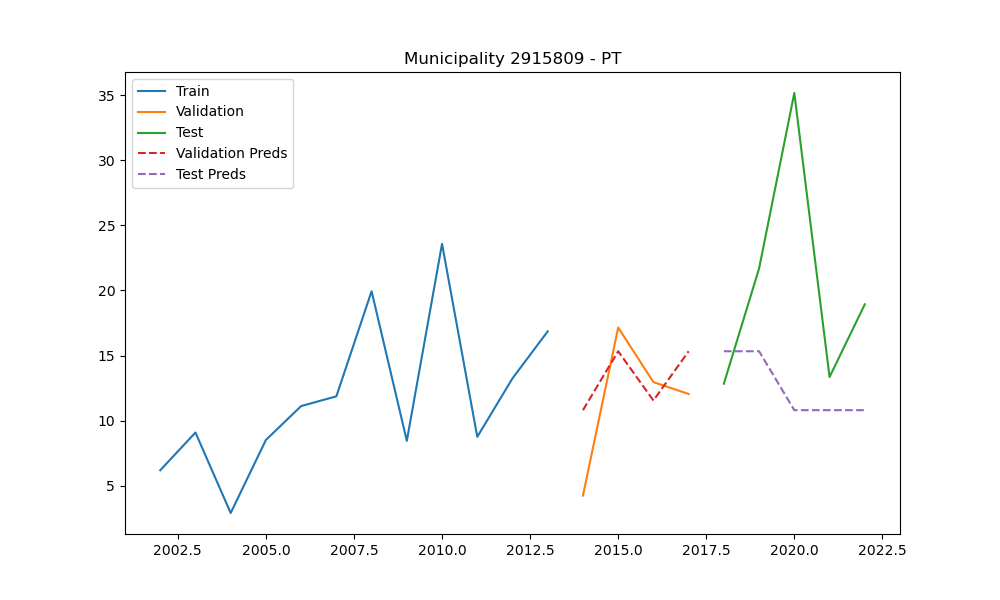 Municipality 2915809 - PT
Train
Validation
Test
Validation Preds
Test Preds
35
30
25
20
15
10
5
2002.5 2005.0 2007.5 2010.0 2012.5 2015.0 2017.5 2020.0 2022.5